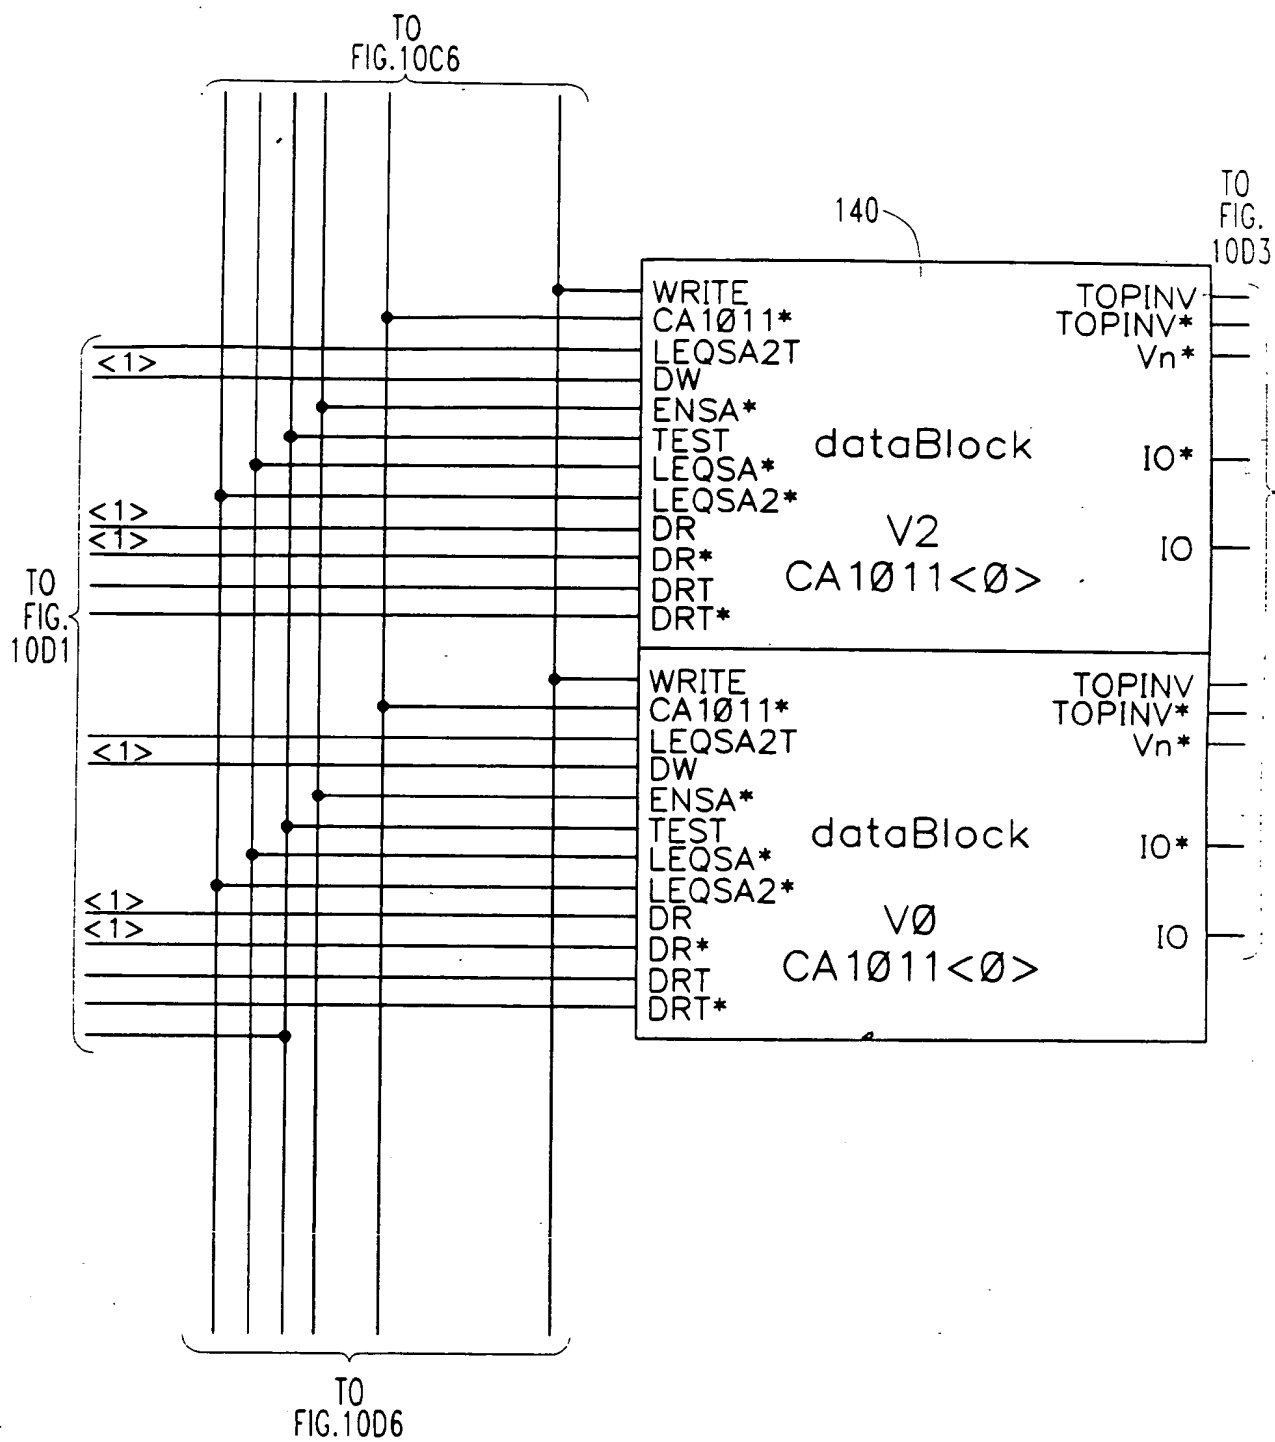 TO
FIG.10C6
140
TO
FIG.
10D3
WRITE
CA1Ø11*
LEQSA2T
<1>
DW
ENSA*
TEST
LEQSA*
LEQSA2*
<1>
DR
<1>
DR*
DRT
DRT*
dataBlock
V2
CA1Ø11<Ø>
TOPINV
TOPINV*
Vn*
IO*
IO
TO
FIG.
10D1
WRITE
CA1Ø11*
LEQSA2T
<1>
DW
ENSA*
TEST
LEQSA*
LEQSA2*
<1>
DR
<1>
DR*
DRT
DRT*
dataBlock
VØ
CA1Ø11<Ø>
TOPINV
TOPINV*
Vn*
IO*
IO
TO
FIG.10D6